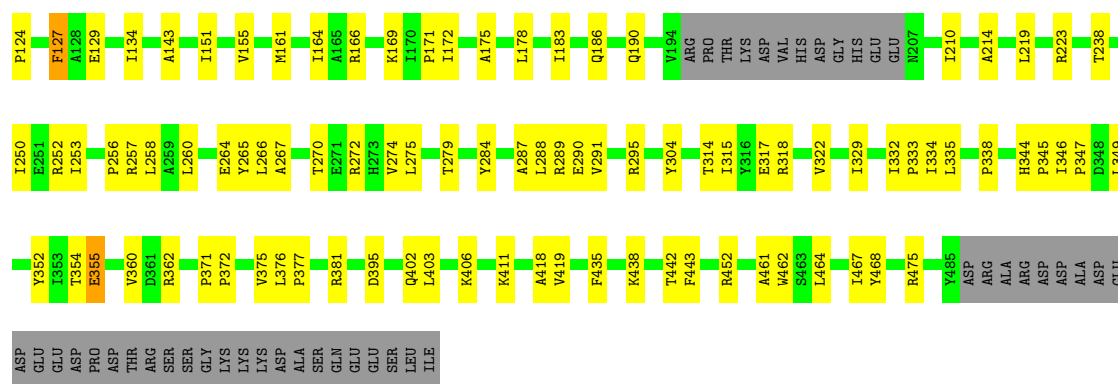 P124 F127 A128 E129 I134 A143 I151 V155 M161 I164 A165 R166 K169 I170 P171 I172 A175 L178 I183 Q186 Q190 V194 ARG PRO THR LYS ASP VAL HIS ASP GLY HIS GLU GLU N207 I210 A214 L219 R223 T238
I250 E251 R252 I253 P256 R257 L258 A259 L260 E264 Y265 L266 A267 T270 E271 R272 H273 V274 L275 T279 Y284 A287 L288 R289 E290 V291 R295 Y304 T314 I315 Y316 E317 R318 V322 I329 I332 P333 I334 L335 P338 H344 P345 I346 P347 D348 L349
Y352 I353 T354 E355 V360 D361 R362 P371 P372 V375 L376 P377 R381 D395 Q402 L403 K406 K411 A418 V419 F435 K438 T442 F443 R452 A461 W462 S463 L464 I467 Y468 R475 Y485 ASP ARG ALA ARG ASP ASP ALA ASP GLU
ASP GLU GLU ASP PRO ASP THR ARG SER SER GLY LYS LYS LYS ASP ALA SER GLN GLU GLU SER LEU ILE